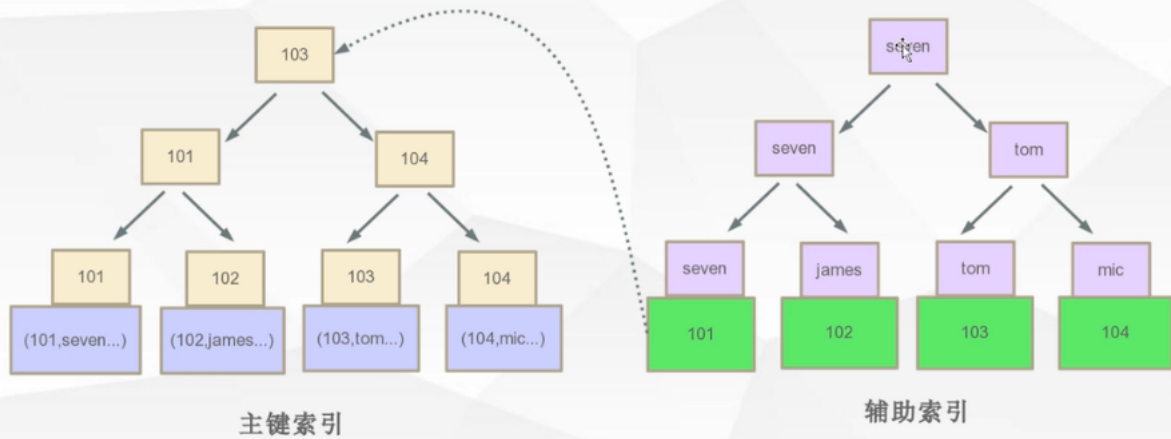 103
101
104
101
102
103
104
(101,seven...)
(102,james...)
(103,tom...)
(104,mic...)
主键索引
seven
seven
tom
seven
james
tom
mic
101
102
103
104
辅助索引